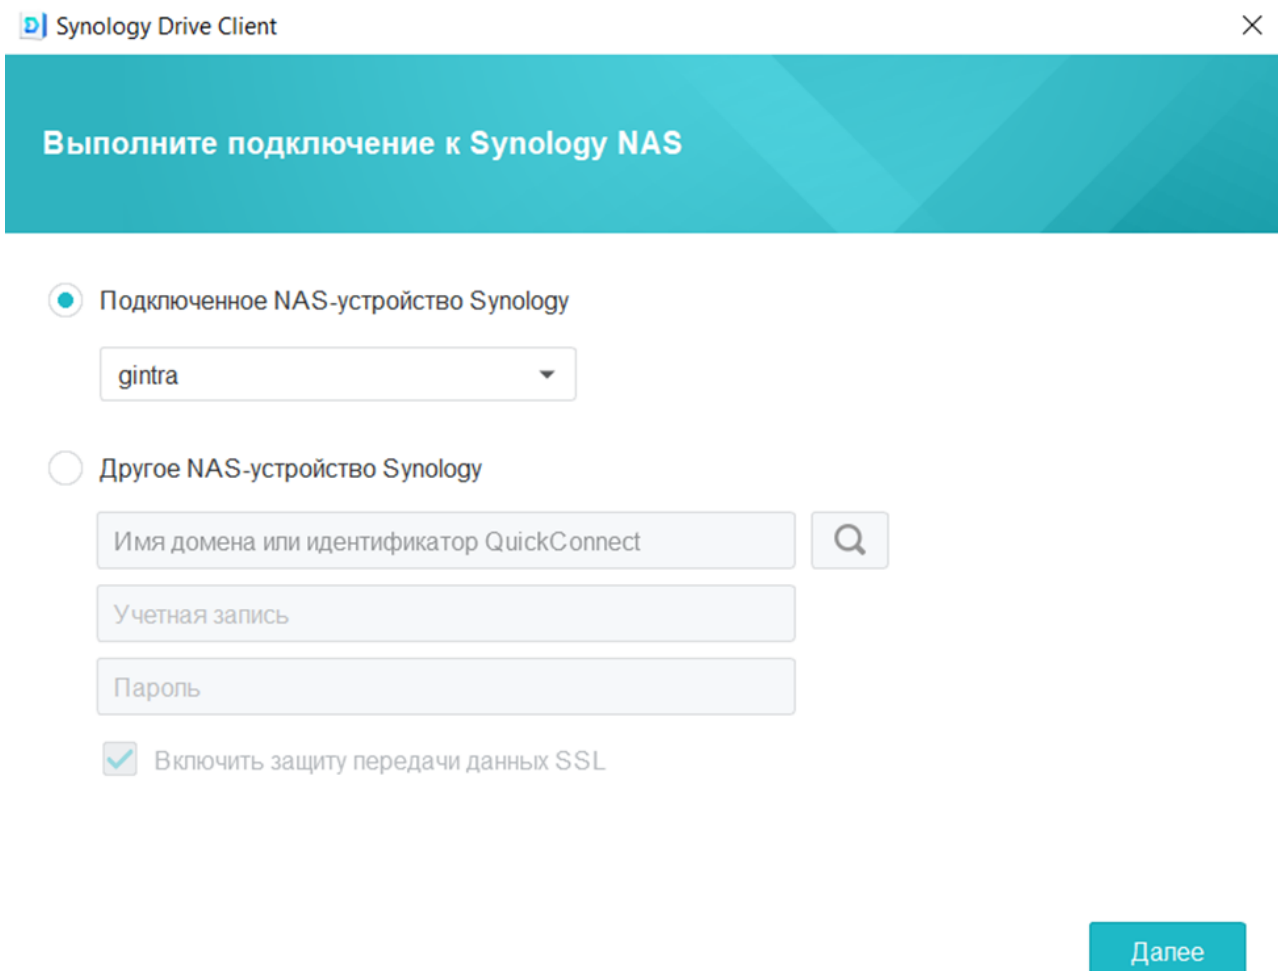 Synology Drive Client
Выполните подключение к Synology NAS
Подключенное NAS-устройство Synology
gintra
Другое NAS-устройство Synology
Имя домена или идентификатор QuickConnect
Учетная запись
Пароль
Включить защиту передачи данных SSL
Далее